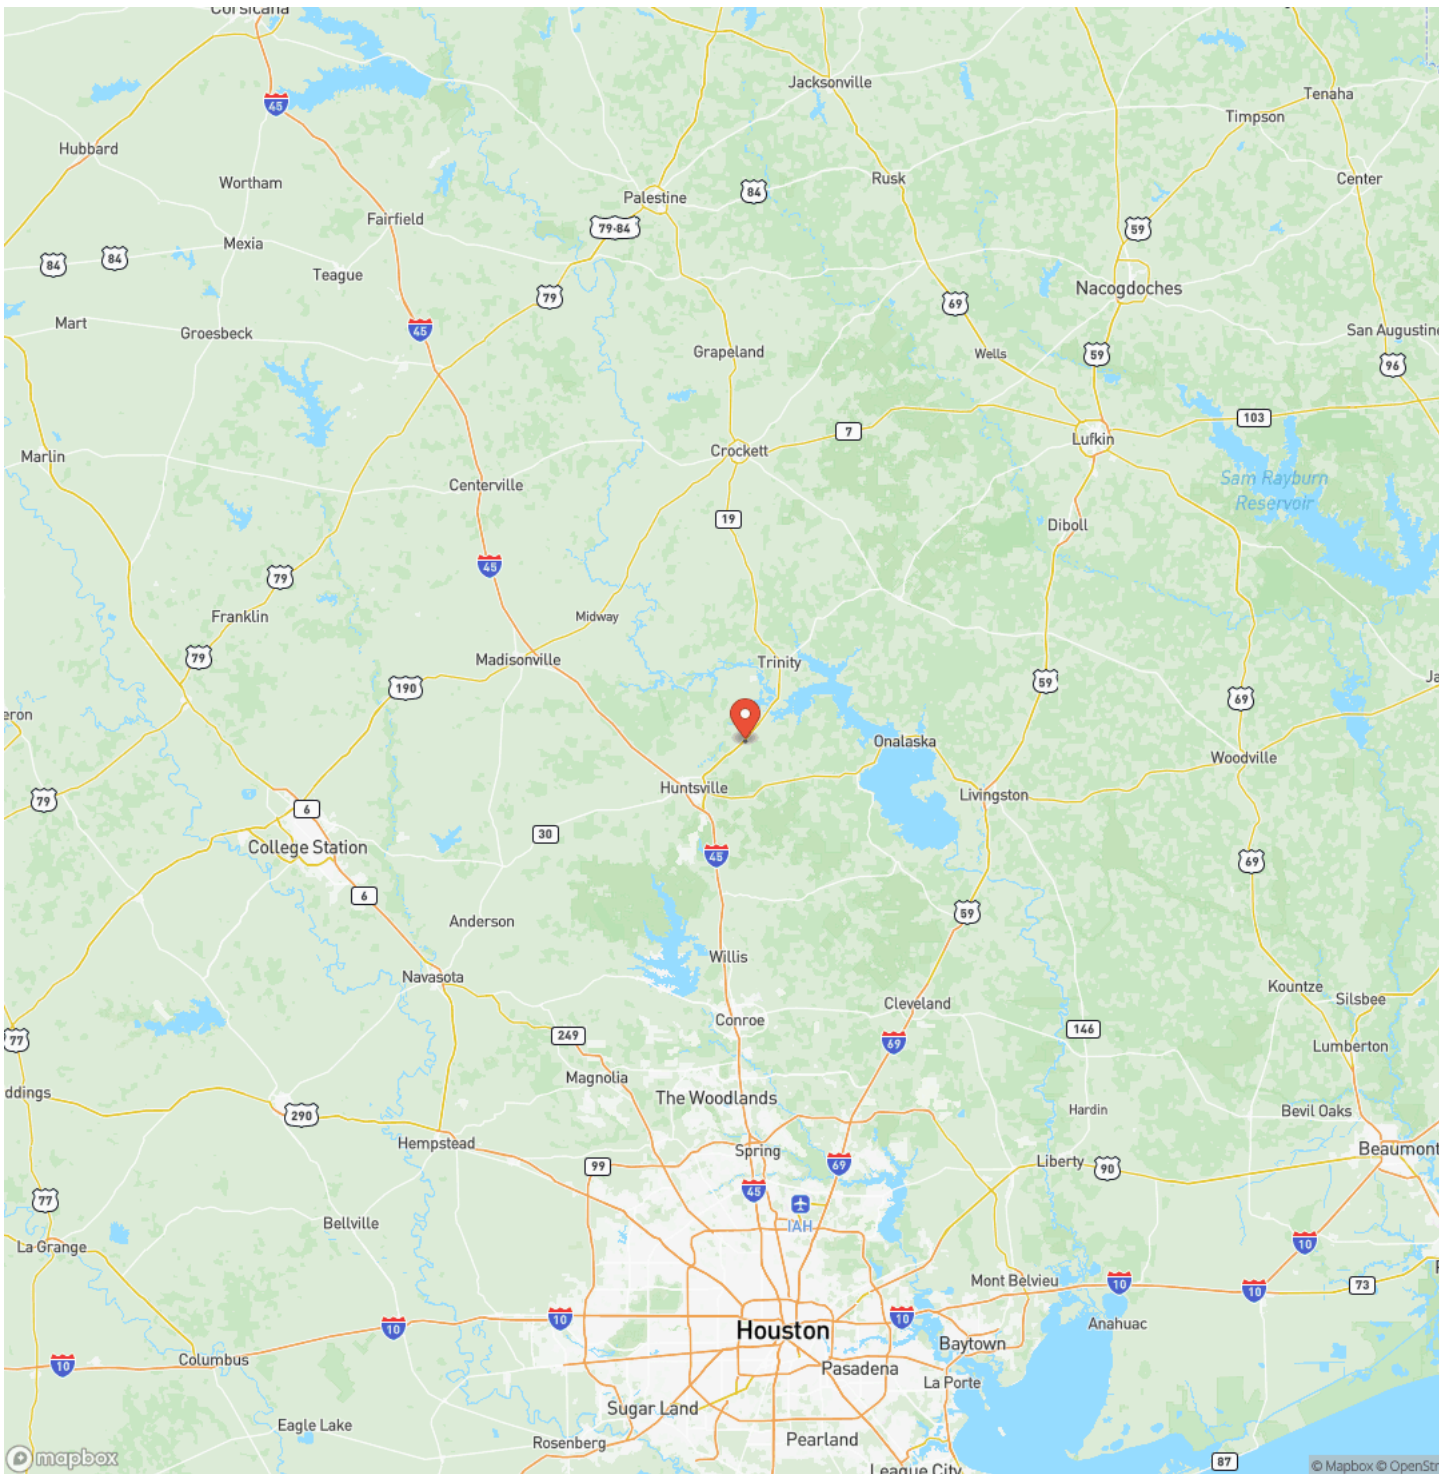 Corsicana
45
Jacksonville
Tenaha
Timpson
Hubbard
Wortham
Palestine
84
Rusk
Center
Fairfield
79-84
59
Mexia
84
84
Teague
79
Nacogdoches
69
Mart
Groesbeck
45
San Augustine
Grapeland
Wells
59
96
103
7
Lufkin
Marlin
Crockett
Centerville
Sam Rayburn
Reservoir
19
Diboll
45
79
Franklin
Midway
79
Madisonville
Trinity
190
59
69
Ja
eron
Onalaska
Woodville
79
Huntsville
Livingston
6
30
College Station
45
69
6
59
Anderson
Willis
Navasota
Kountze
Silsbee
Cleveland
Conroe
77
249
69
146
Lumberton
Magnolia
ddings
The Woodlands
290
Hardin
Bevil Oaks
Hempstead
Spring
Beaumont
99
69
Liberty
90
77
45
IAH
Bellville
La Grange
10
Mont Belvieu
10
73
10
10
10
10
Houston
Anahuac
Baytown
Columbus
10
Pasadena
La Porte
Sugar Land
Eagle Lake
Rosenberg
Pearland
mapbox
League City
87
© Mapbox © OpenStr